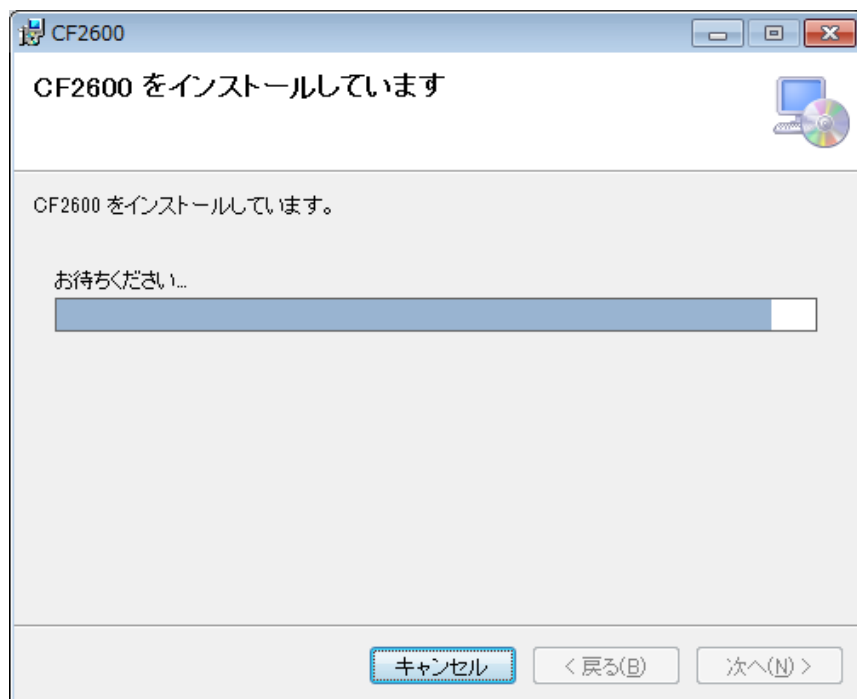 CF2600
CF2600 をインストールしています
CF2600 をインストールしています。
お待ちください...
キャンセル
< 戻る(B)
次へ(N) >